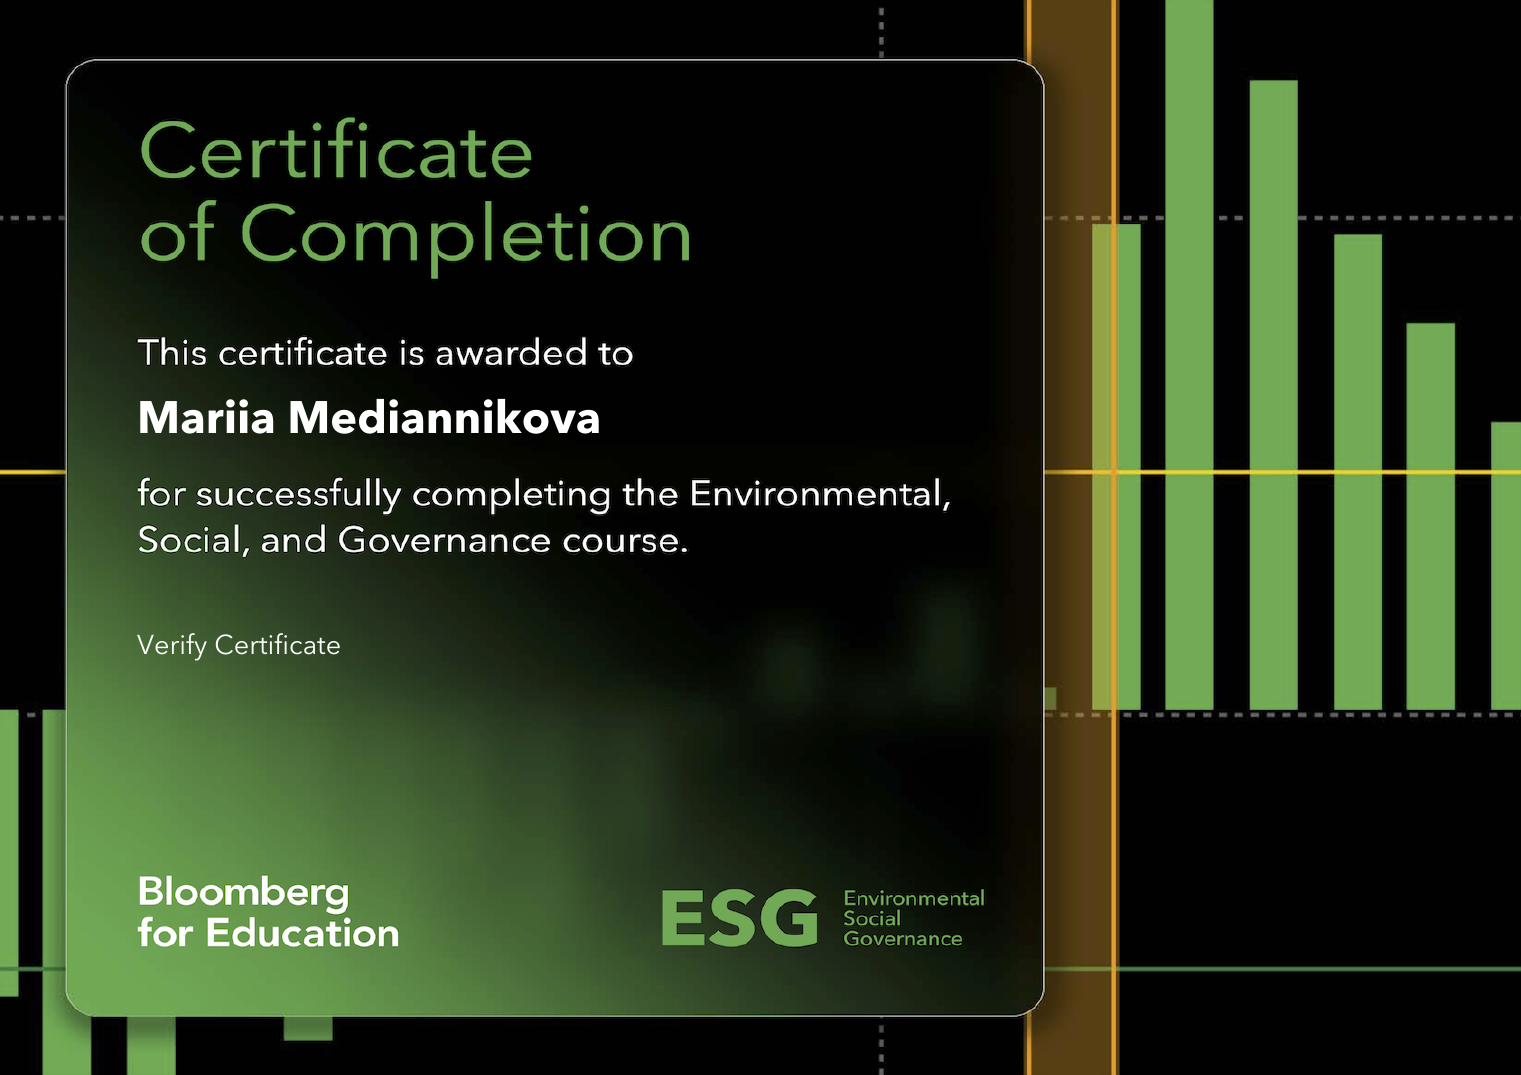 Certificate
of Completion
This certificate is awarded to
Mariia Mediannikova
for successfully completing the Environmental,
Social, and Governance course.
Verify Certificate
Bloomberg
for Education
ESG
Environmental
Social
Governance